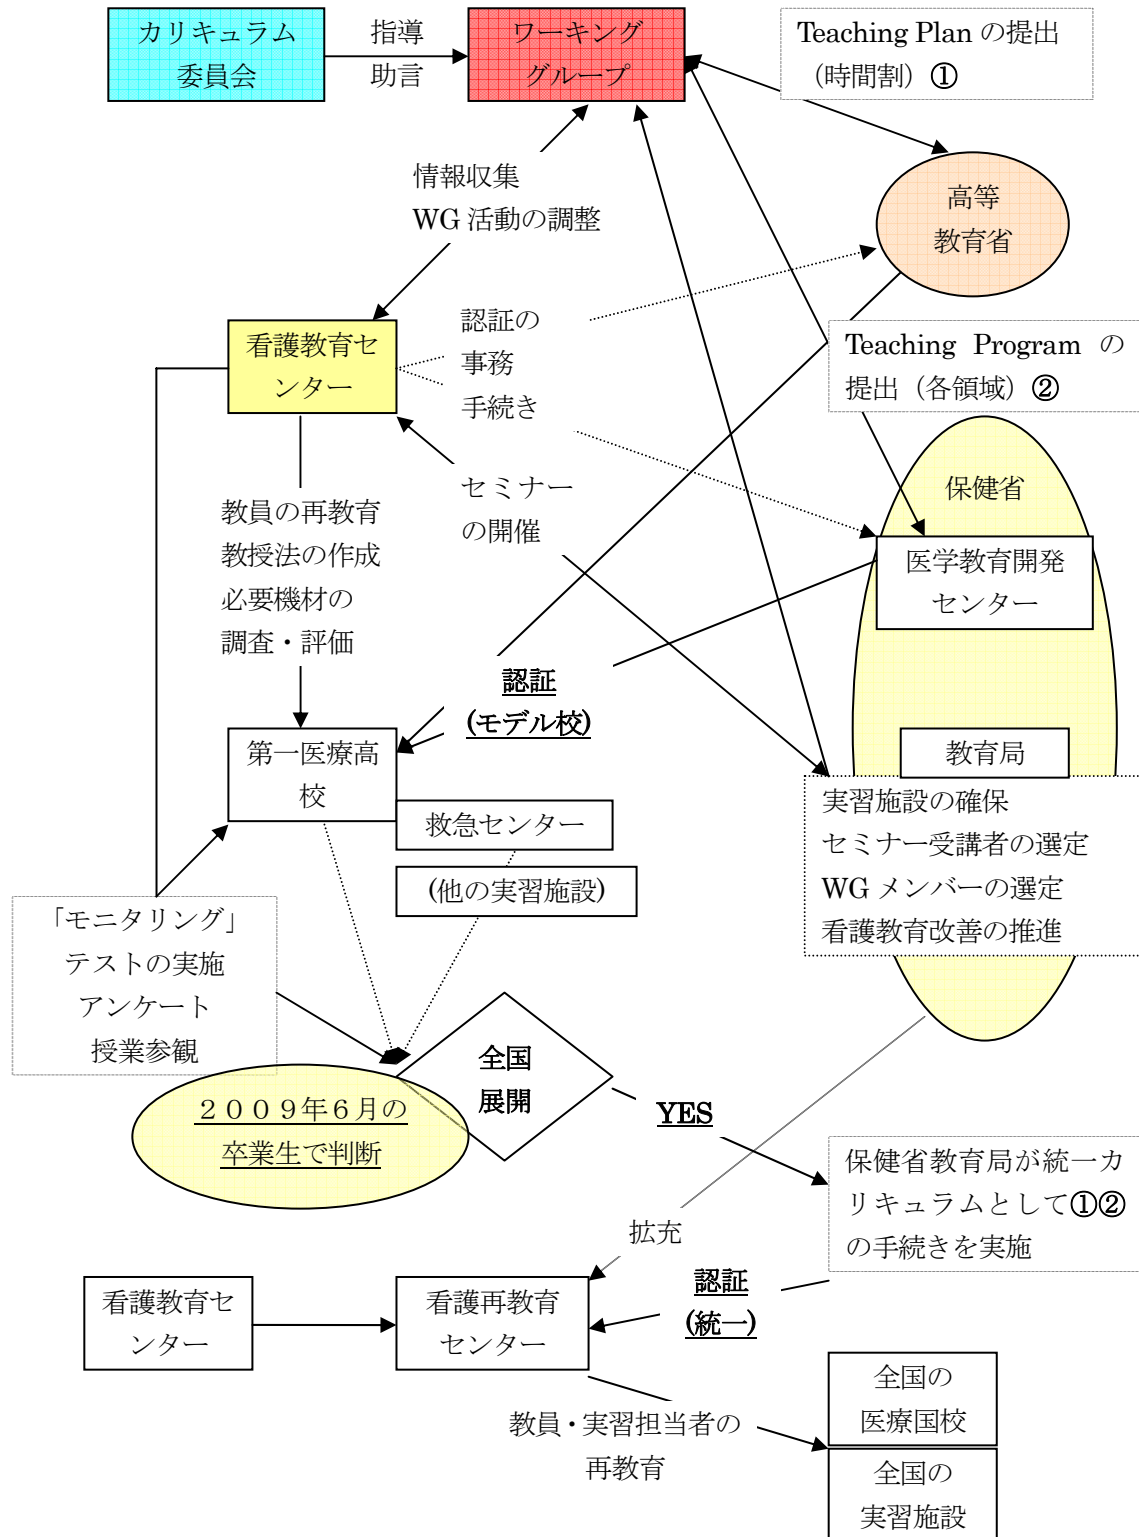 カリキュラム
委員会
指導
助言
ワーキング
グループ
Teaching Plan の提出
（時間割）①
情報収集
WG 活動の調整
高等
教育省
看護教育セ
ンター
認証の
事務
手続き
Teaching Program の
提出（各領域）②
セミナー
の開催
保健省
医学教育開発
センター
教員の再教育
教授法の作成
必要機材の
調査・評価
認証
(モデル校)
第一医療高
校
教育局
救急センター
(他の実習施設)
実習施設の確保
セミナー受講者の選定
WG メンバーの選定
看護教育改善の推進
「モニタリング」
テストの実施
アンケート
授業参観
全国
展開
２００９年６月の
卒業生で判断
YES
保健省教育局が統一カ
リキュラムとして①②
の手続きを実施
拡充
認証
(統一)
看護教育セ
ンター
看護再教育
センター
教員・実習担当者の
再教育
全国の
医療国校
全国の
実習施設